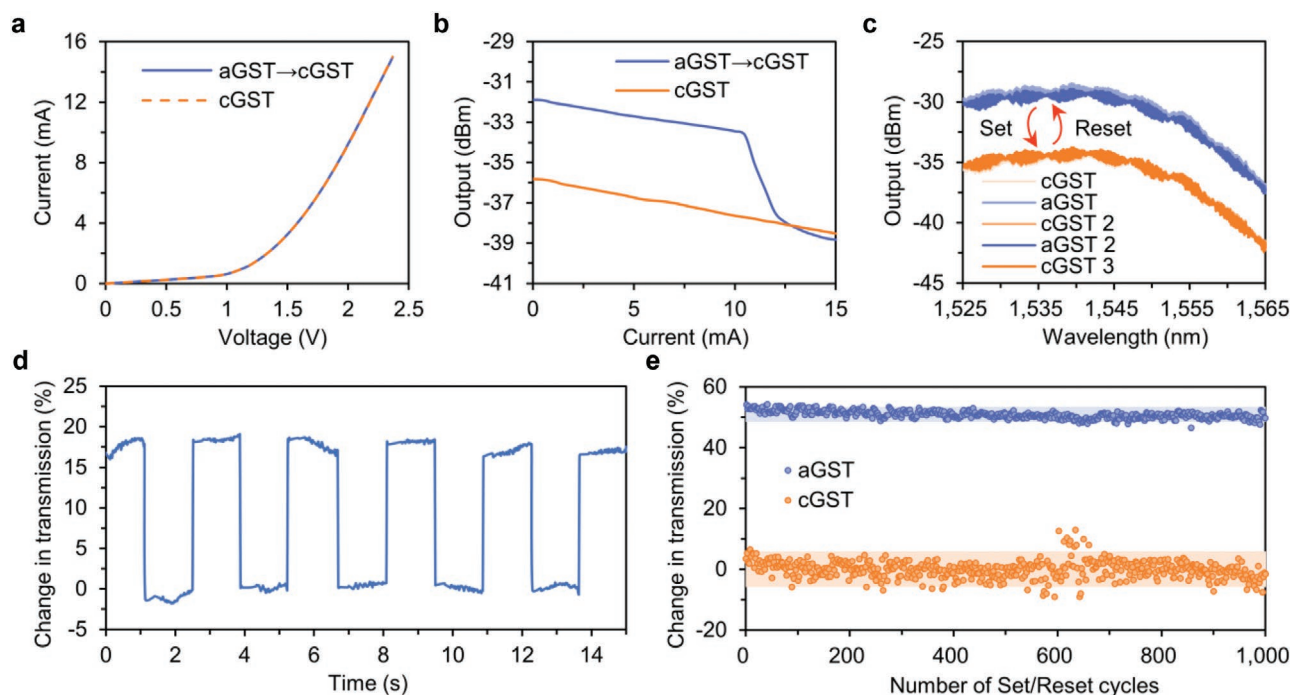 a
16
12
8
4
0
Current (mA)
aGST→cGST
cGST
0 0.5 1 1.5 2 2.5
Voltage (V)
b
-29
-31
-33
-35
-37
-39
-41
Output (dBm)
aGST→cGST
cGST
0 5 10 15
Current (mA)
c
-25
-30
-35
-40
-45
Output (dBm)
Set Reset
cGST
aGST
cGST 2
aGST 2
cGST 3
1,525 1,535 1,545 1,555 1,565
Wavelength (nm)
d
25
20
15
10
5
0
-5
Change in transmission (%)
0 2 4 6 8 10 12 14
Time (s)
e
60
40
20
0
-20
Change in transmission (%)
aGST
cGST
0 200 400 600 800 1,000
Number of Set/Reset cycles